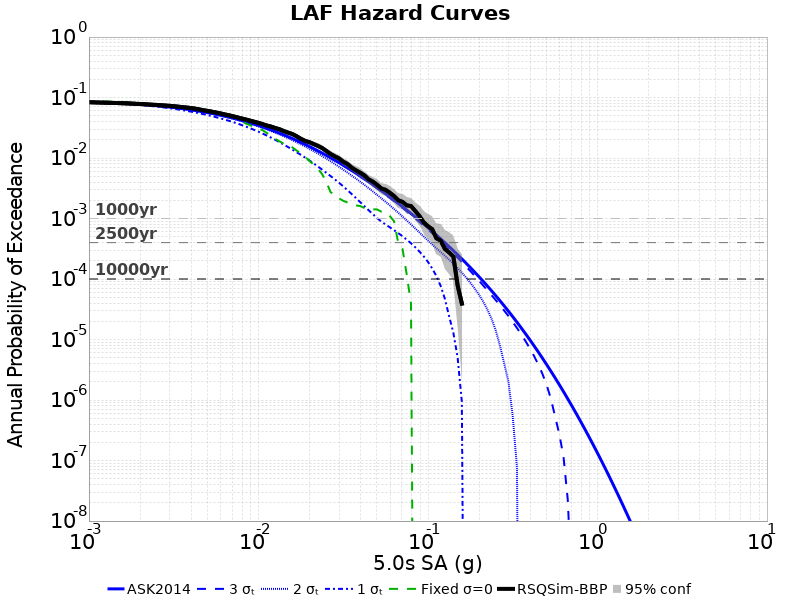 LAF Hazard Curves
Annual Probability of Exceedance
10^0
10^-1
10^-2
10^-3
10^-4
10^-5
10^-6
10^-7
10^-8
1000yr
2500yr
10000yr
10^-3 10^-2 10^-1 10^0 10^1
5.0s SA (g)
ASK2014 3 σₜ 2 σₜ 1 σₜ Fixed σ=0 RSQSim-BBP 95% conf